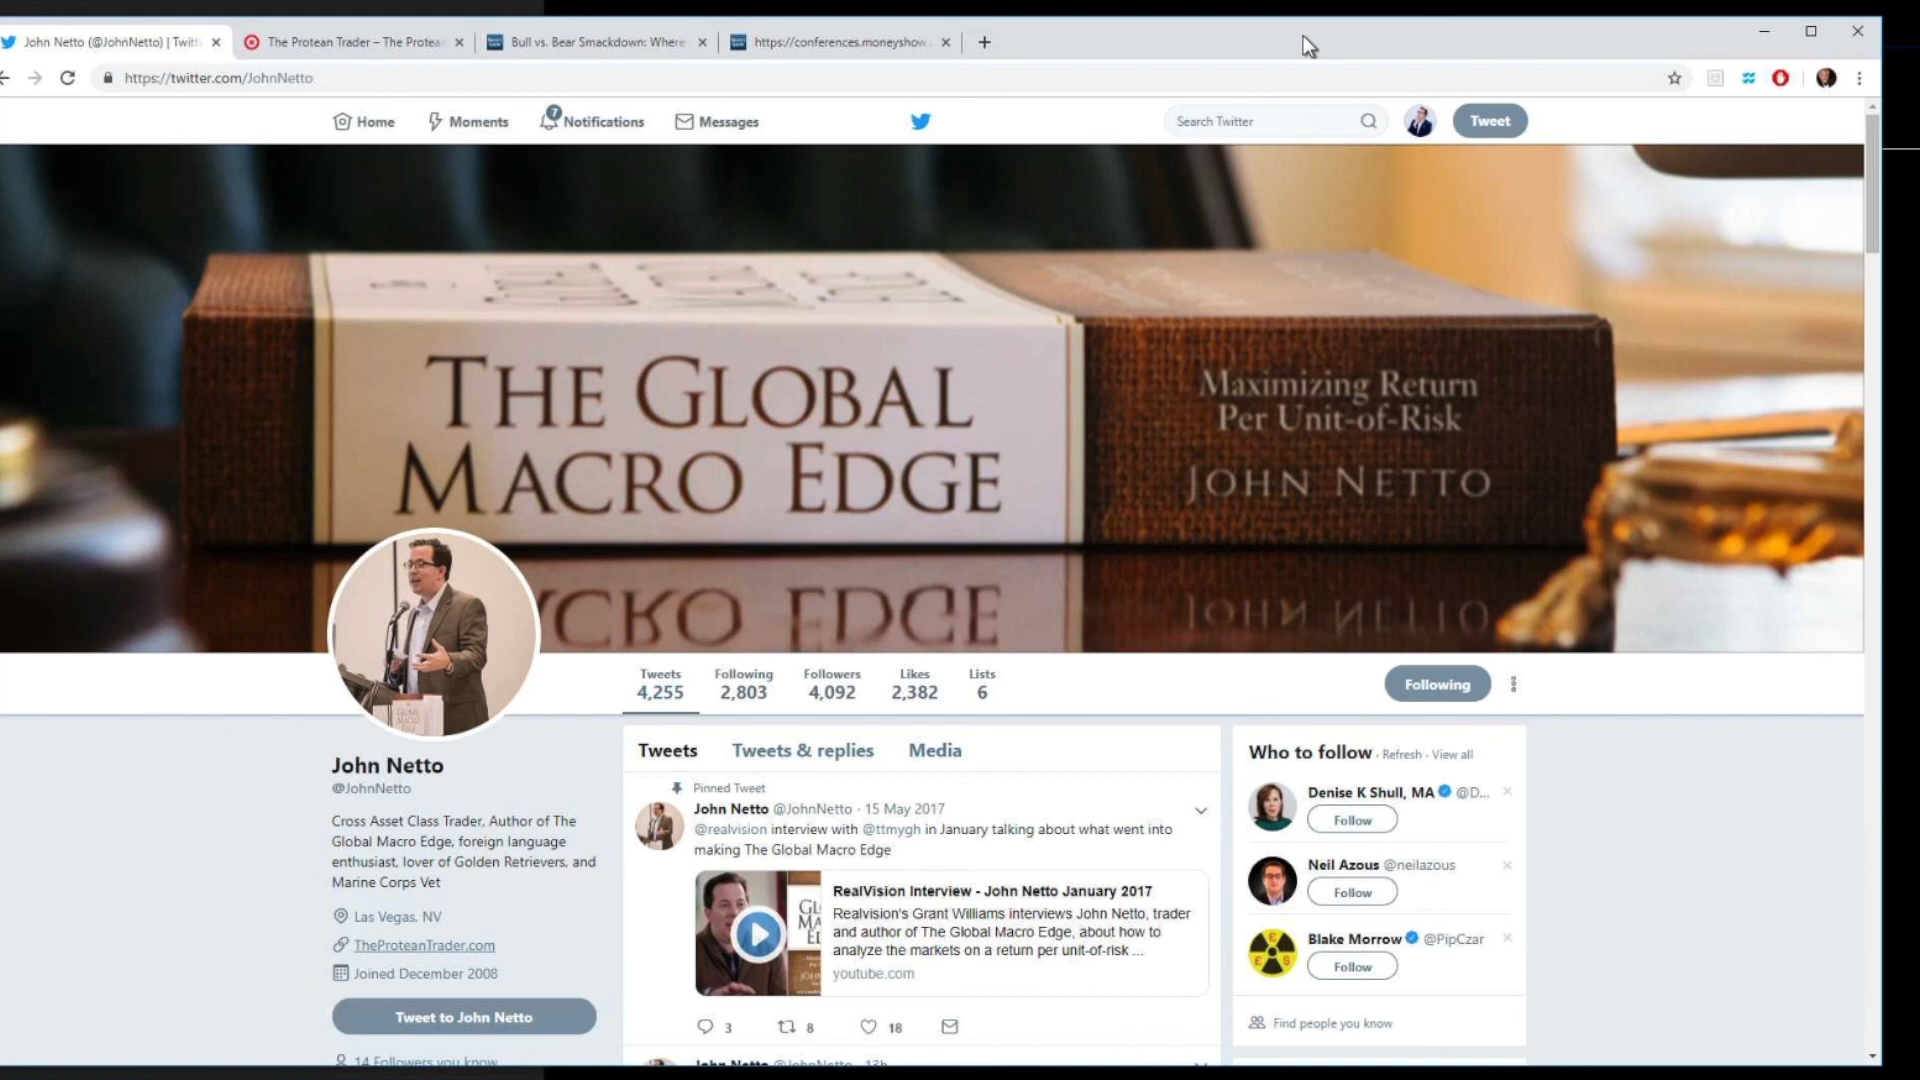 John Netto (@JohnNetto) | Twitt
The Protean Trader – The Protea
Bull vs. Bear Smackdown: Where
https://conferences.moneyshow.
https://twitter.com/JohnNetto
Home
Moments
7
Notifications
Messages
Search Twitter
Tweet
THE GLOBAL
MACRO EDGE
Maximizing Return
Per Unit-of-Risk
JOHN NETTO
Tweets
4,255
Following
2,803
Followers
4,092
Likes
2,382
Lists
6
Following
John Netto
@JohnNetto
Cross Asset Class Trader, Author of The
Global Macro Edge, foreign language
enthusiast, lover of Golden Retrievers, and
Marine Corps Vet
Las Vegas, NV
TheProteanTrader.com
Joined December 2008
Tweet to John Netto
14 Followers you know
Tweets Tweets & replies Media
Pinned Tweet
John Netto @JohnNetto · 15 May 2017
@realvision interview with @ttmygh in January talking about what went into
making The Global Macro Edge
RealVision Interview - John Netto January 2017
Realvision's Grant Williams interviews John Netto, trader
and author of The Global Macro Edge, about how to
analyze the markets on a return per unit-of-risk ...
youtube.com
3 8 18
John Netto @JohnNetto · 13h
Who to follow · Refresh · View all
Denise K Shull, MA @D...
Follow
Neil Azous @neilazous
Follow
Blake Morrow @PipCzar
Follow
Find people you know